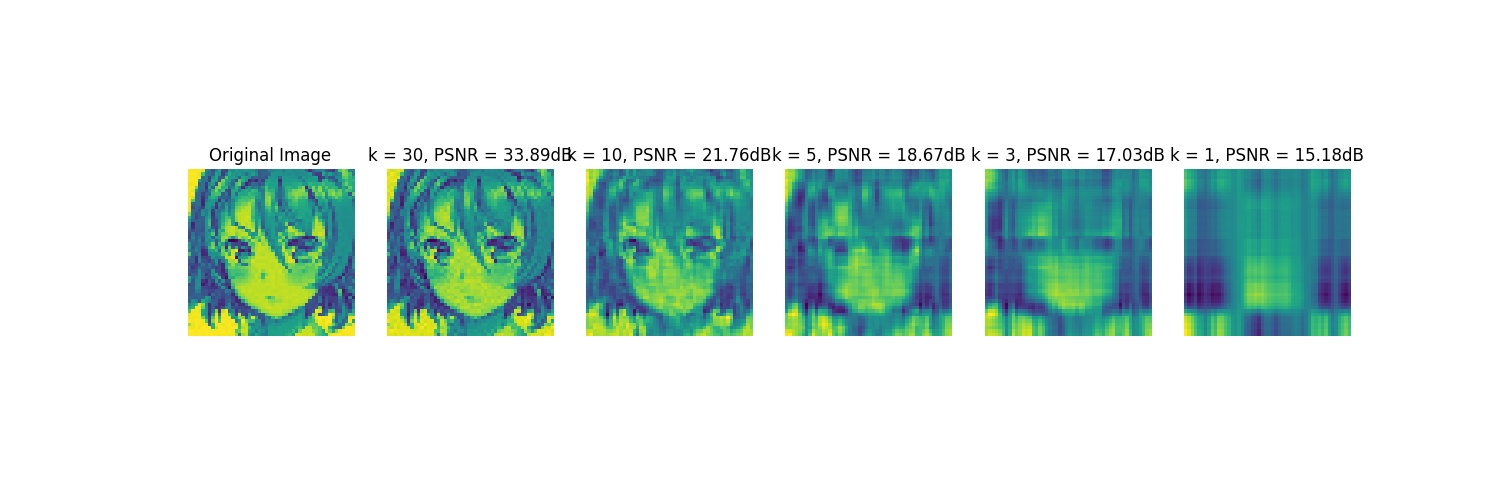 Original Image
k = 30, PSNR = 33.89dB
k = 10, PSNR = 21.76dB
k = 5, PSNR = 18.67dB
k = 3, PSNR = 17.03dB
k = 1, PSNR = 15.18dB